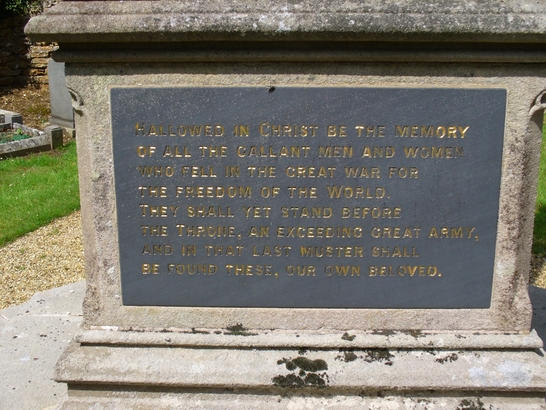 HALLOWED IN CHRIST BE THE MEMORY
OF ALL THE GALLANT MEN AND WOMEN
WHO FELL IN THE GREAT WAR FOR
THE FREEDOM OF THE WORLD.
THEY SHALL YET STAND BEFORE
THE THRONE, AN EXCEEDING GREAT ARMY,
AND IN THAT LAST MUSTER SHALL
BE FOUND THESE, OUR OWN BELOVED.